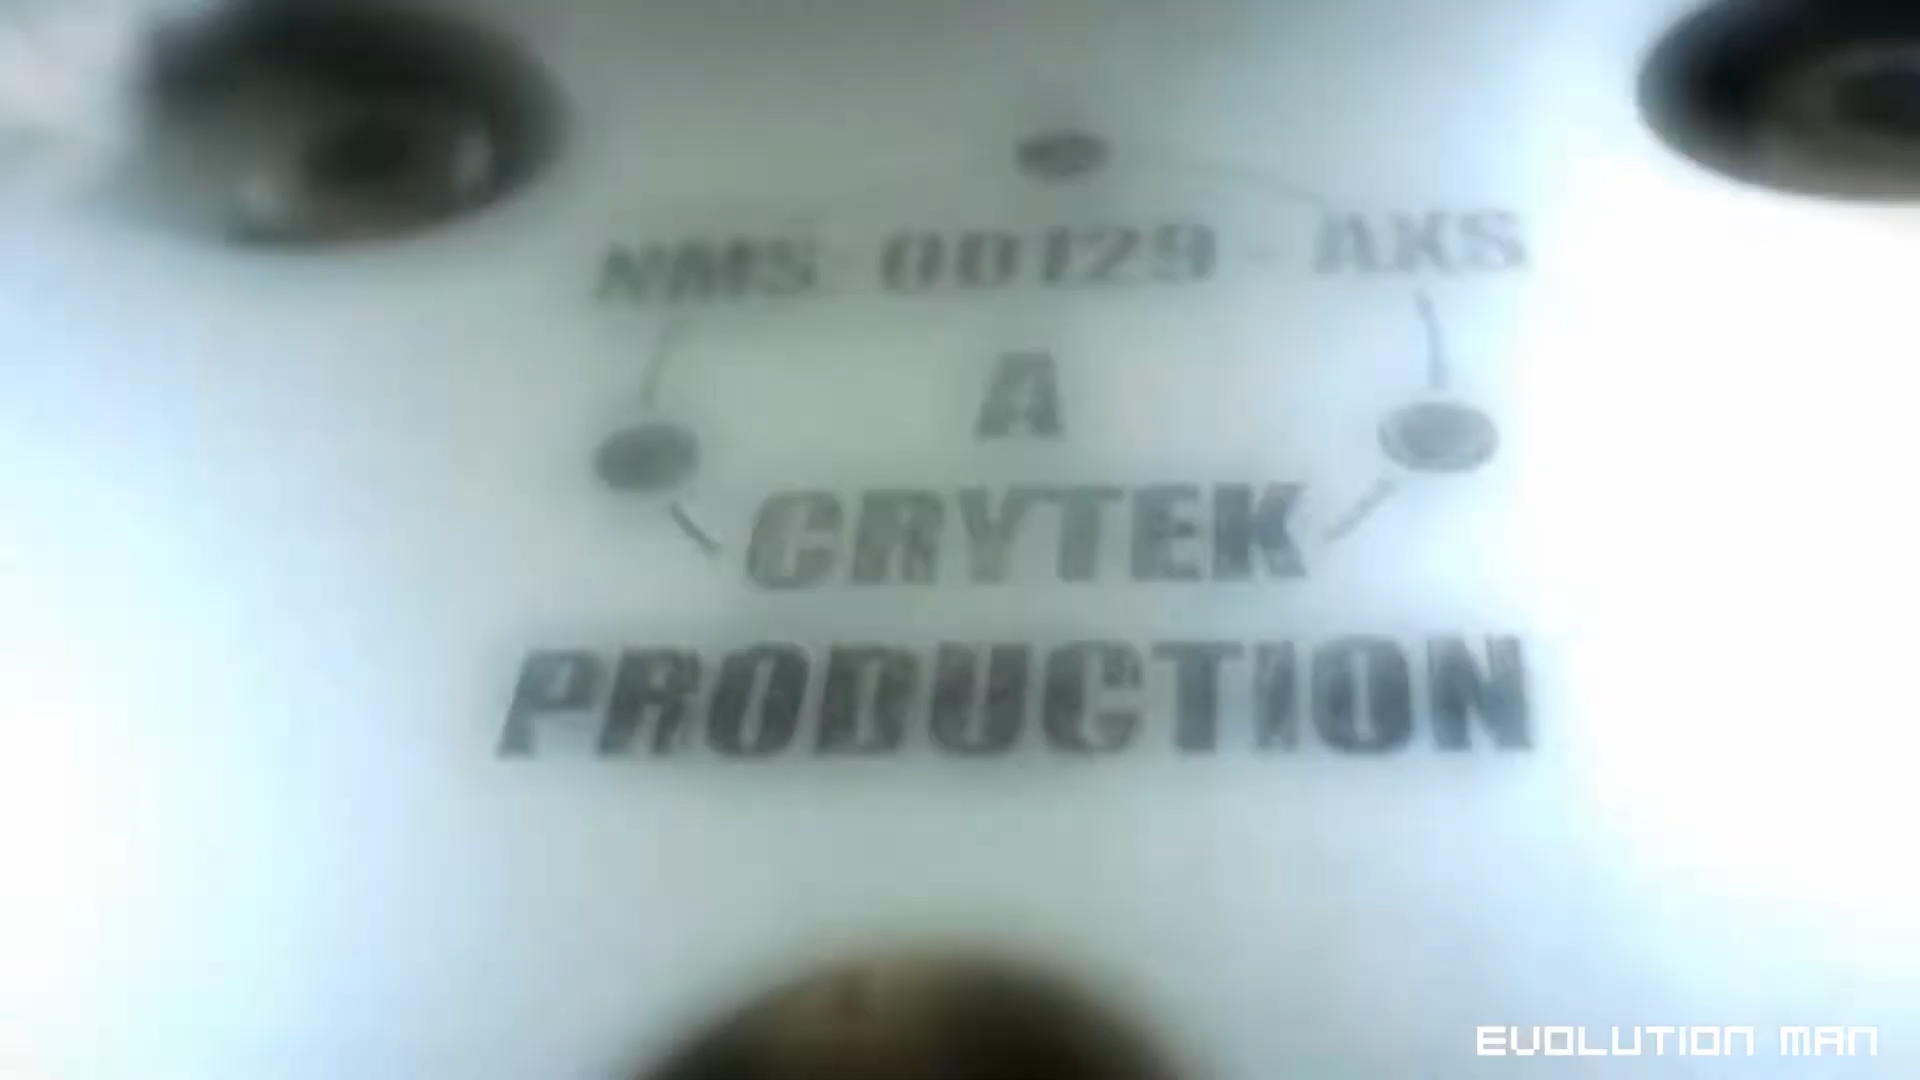 NMS - 00129 - AKS
A
CRYTEK
PRODUCTION
EVOLUTION MAN